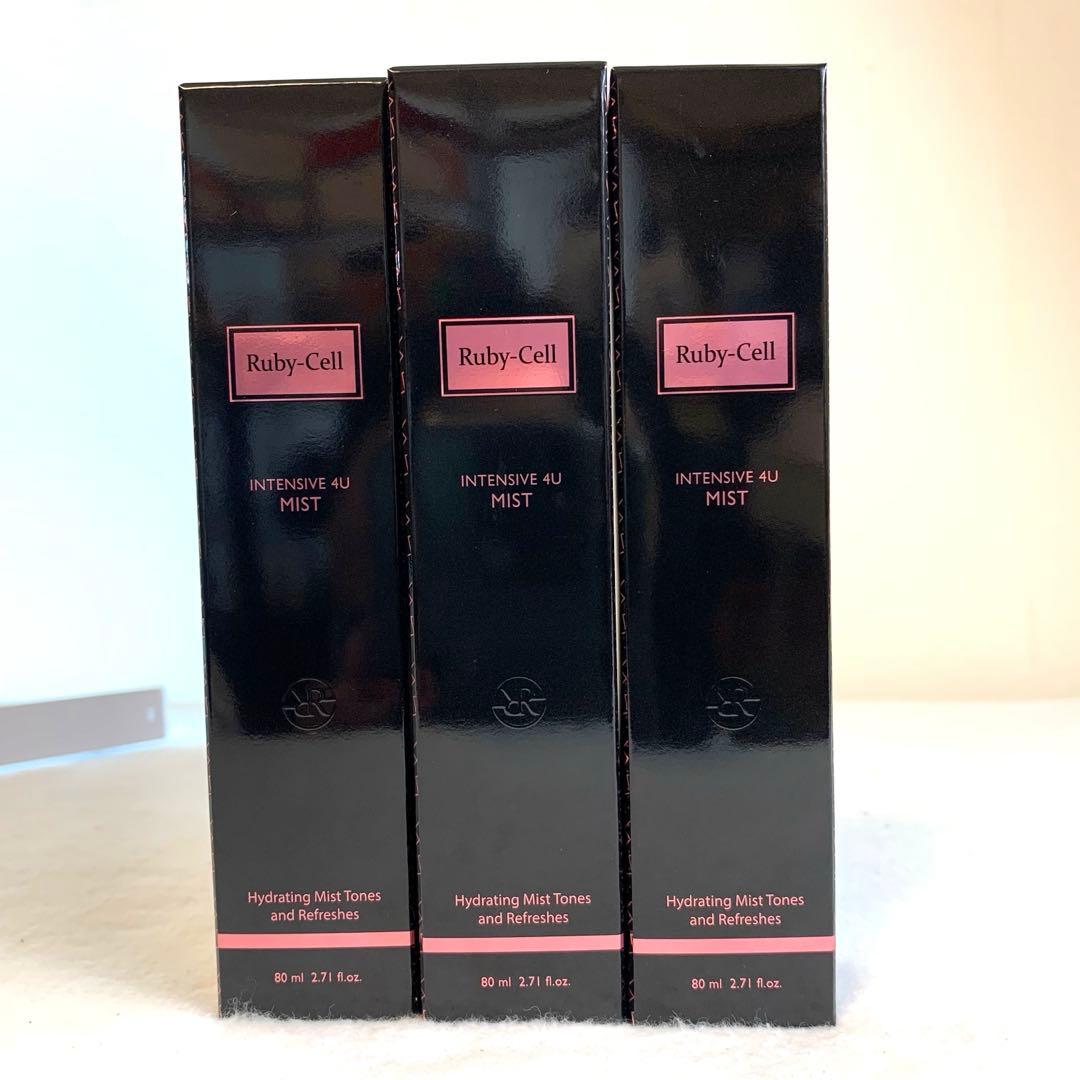 Ruby-Cell
INTENSIVE 4U
MIST
Hydrating Mist Tones
and Refreshes
80 ml 2.71 fl.oz.
Ruby-Cell
INTENSIVE 4U
MIST
Hydrating Mist Tones
and Refreshes
80 ml 2.71 fl.oz.
Ruby-Cell
INTENSIVE 4U
MIST
Hydrating Mist Tones
and Refreshes
80 ml 2.71 fl.oz.